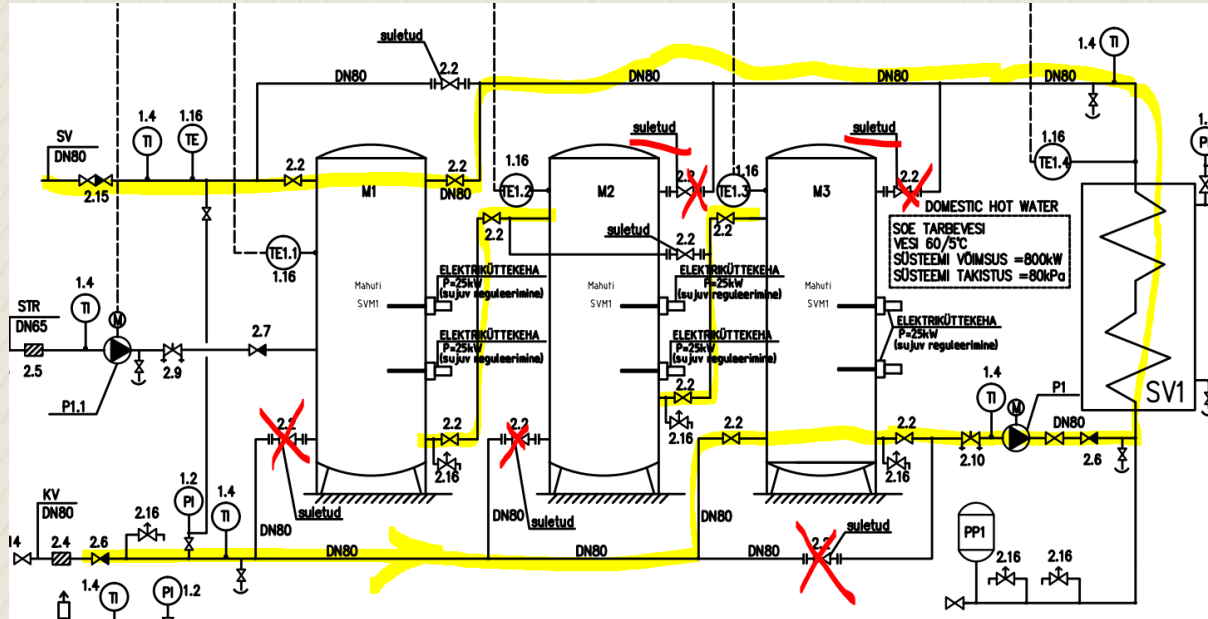 suletud
2.2
DN80
DN80
DN80
1.4
TI
SV
DN80
1.4
TI
1.16
TE
2.15
2.2
M1
2.2
DN80
1.16
TE1.2
2.2
M2
suletud
2.2
1.16
TE1.3
2.2
M3
suletud
2.2
1.16
TE1.4
DOMESTIC HOT WATER
SOE TARBEVESI
VESI 60/5°C
SÜSTEEMI VÕIMSUS =800kW
SÜSTEEMI TAKISTUS =80kPa
suletud
2.2
TE1.1
1.16
Mahuti
SVM1
ELEKTRIKÜTTEKEHA
P=25kW
(sujuv reguleerimine)
ELEKTRIKÜTTEKEHA
P=25kW
(sujuv reguleerimine)
Mahuti
SVM1
ELEKTRIKÜTTEKEHA
P=25kW
(sujuv reguleerimine)
ELEKTRIKÜTTEKEHA
P=25kW
(sujuv reguleerimine)
Mahuti
SVM1
ELEKTRIKÜTTEKEHA
P=25kW
(sujuv reguleerimine)
STR
DN65
2.5
1.4
TI
M
2.9
2.7
P1.1
2.2
suletud
2.2
2.16
2.2
suletud
2.2
2.16
2.2
2.2
2.16
2.10
1.4
TI
M
P1
DN80
2.6
SV1
KV
DN80
2.4
2.6
2.16
1.2
PI
1.4
TI
DN80
DN80
DN80
DN80
DN80
DN80
2.2
suletud
PP1
2.16
2.16
1.4
TI
PI
1.2